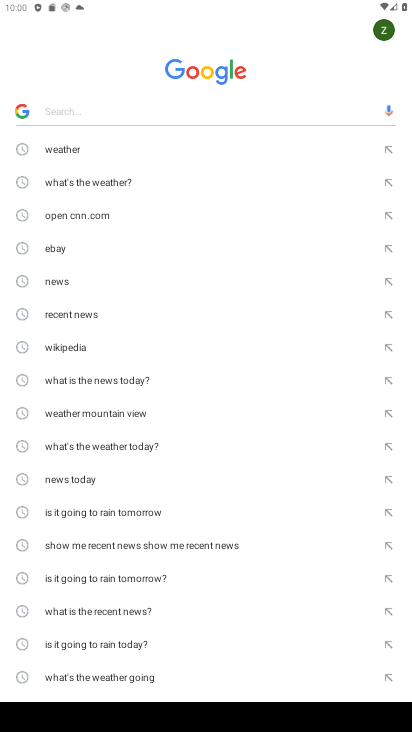 10:00
Z
Google
G Search...
weather
what's the weather?
open cnn.com
ebay
news
recent news
wikipedia
what is the news today?
weather mountain view
what's the weather today?
news today
is it going to rain tomorrow
show me recent news show me recent news
is it going to rain tomorrow?
what is the recent news?
is it going to rain today?
what's the weather going